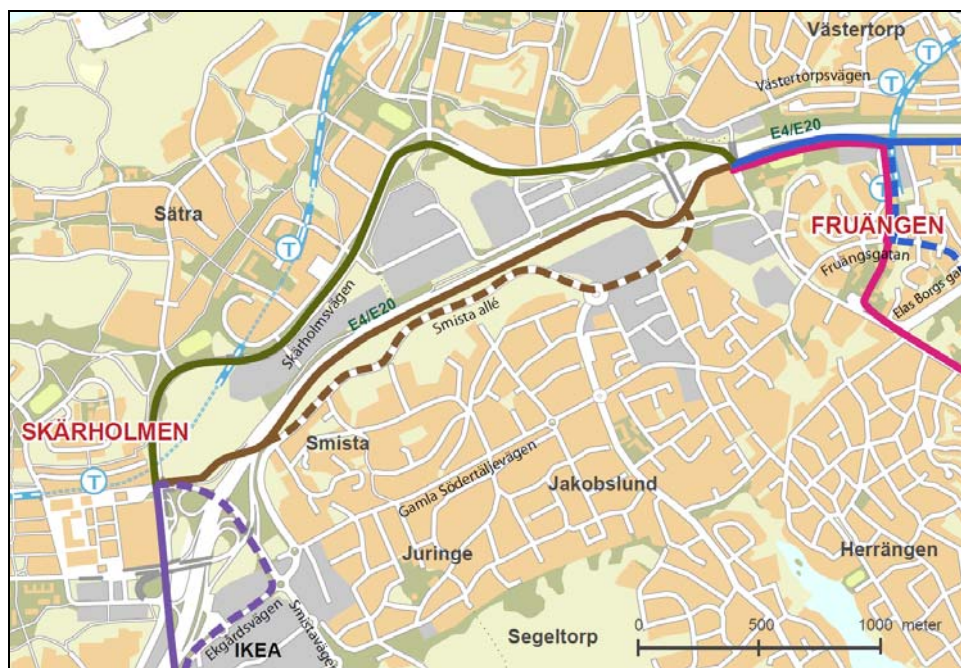 Västertorp
T
T
Västertorpsvägen
E4/E20
T
Sätra
T
FRUÄNGEN
Fruängsgatan
Elas Borgs gat
Skärholmsvägen
E4/E20
Smista allé
SKÄRHOLMEN
Smista
T
Gamla Södertäljevägen
Jakobslund
Juringe
Herrängen
Ekgårdsvägen
Smistavägen
IKEA
Segeltorp
0 500 1000 meter